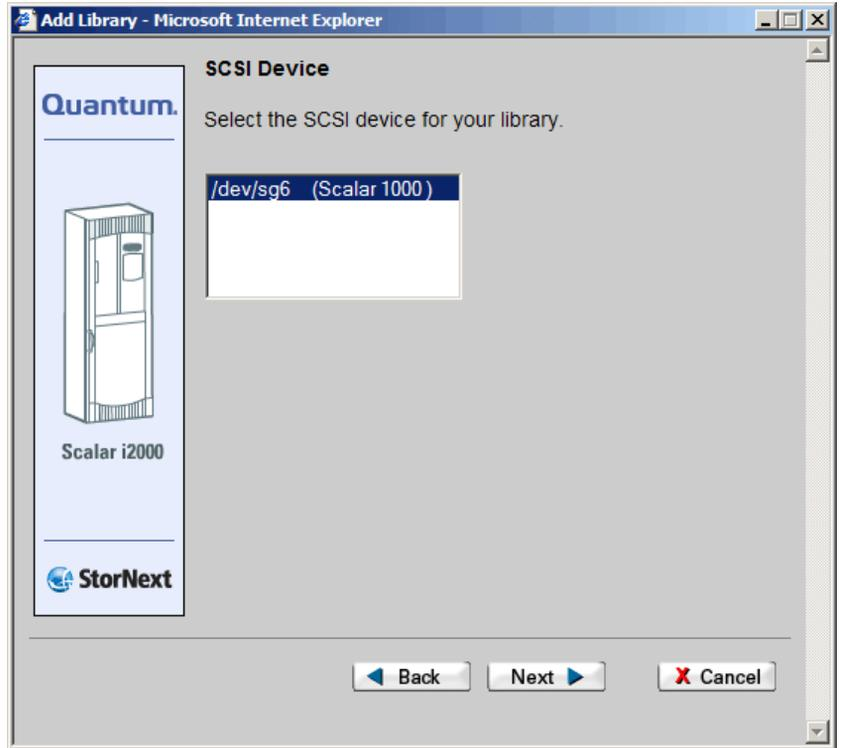 Add Library - Microsoft Internet Explorer
Quantum.
Scalar i2000
StorNext
SCSI Device
Select the SCSI device for your library.
/dev/sg6 (Scalar 1000 )
Back
Next
X Cancel